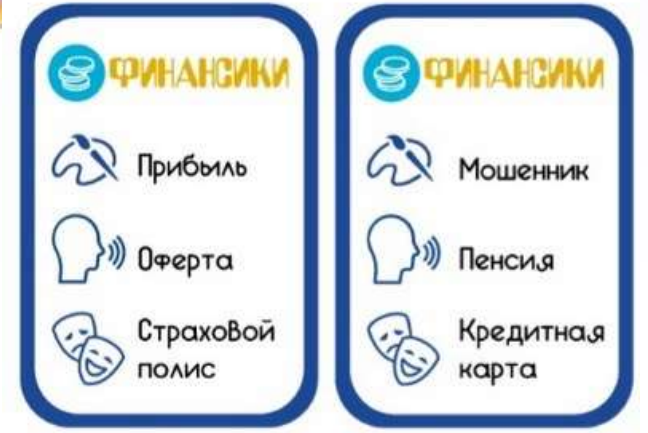 ФИНАНСИКИ
Прибыль
Оферта
Страховой
полис
ФИНАНСИКИ
Мошенник
Пенсия
Кредитная
карта